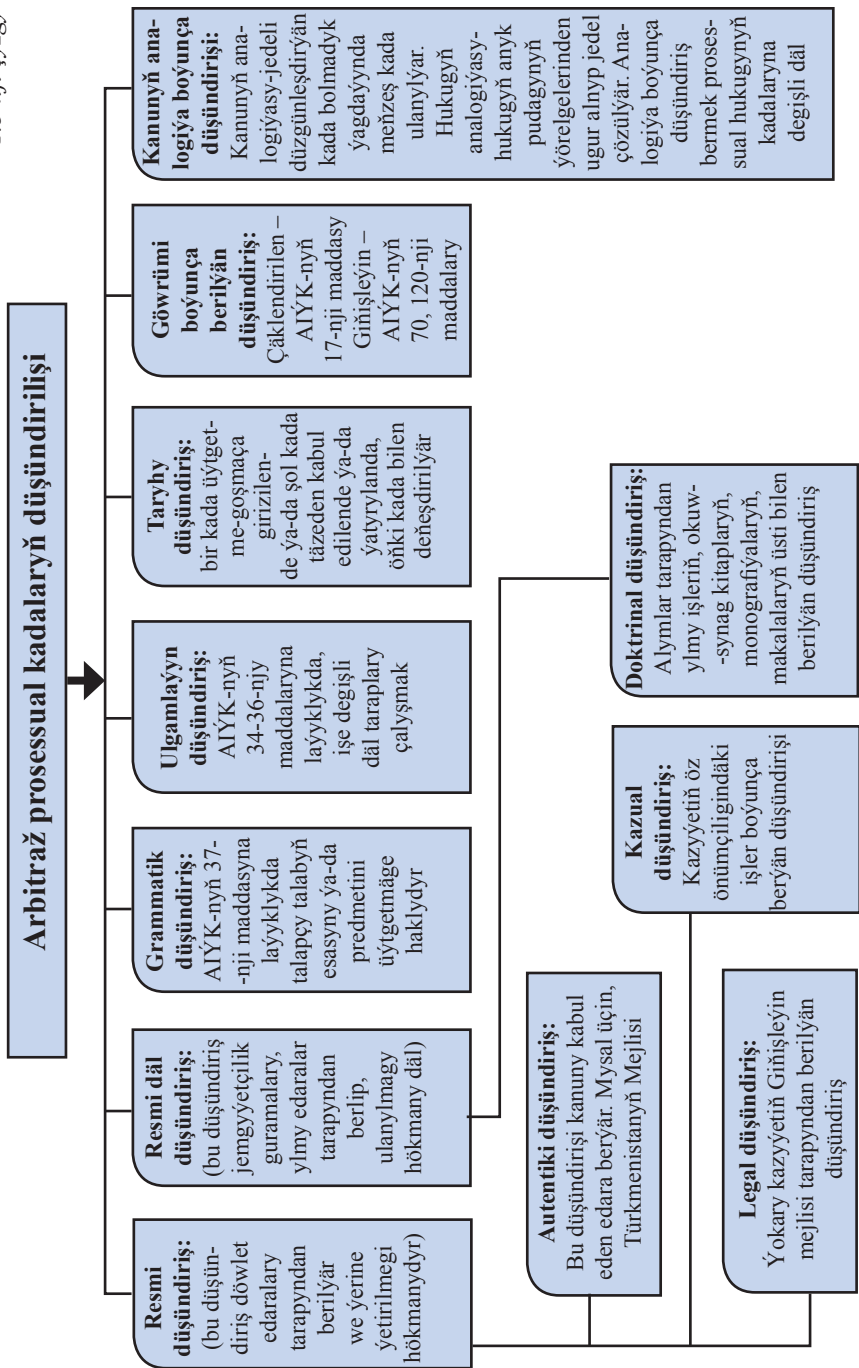 Arbitraž prosessual kadalaryň düşündirilişi
Resmi
düşündiriş:
(bu düşün-
diriş döwlet
edaralary
tarapyndan
berilýär
we ýerine
ýetirilmegi
hökmanydyr)
Resmi däl
düşündiriş:
(bu düşündiriş
jemgyýetçilik
guramalary,
ylmy edaralar
tarapyndan
berlip,
ulanylmagy
hökmany däl)
Grammatik
düşündiriş:
AIÝK-nyň 37-
-nji maddasyna
laýyklykda
talapçy talabyň
esasyny ýa-da
predmetini
üýtgetmäge
haklydyr
Ulgamlaýyn
düşündiriş:
AIÝK-nyň
34-36-njy
maddalaryna
laýyklykda,
işe degişli
däl taraplary
çalyşmak
Taryhy
düşündiriş:
bir kada üýtget-
me-goşmaça
girizilen-
de ýa-da şol kada
täzeden kabul
edilende ýa-da
ýatyrylanda,
öňki kada bilen
deňeşdirilýär
Göwrümi
boýunça
berilýän
düşündiriş:
Çäklendirilen –
AIÝK-nyň
17-nji maddasy
Giňişleýin –
AIÝK-nyň
70, 120-nji
maddalary
Kanunyň ana-
logiýa boýunça
düşündirişi:
Kanunyň ana-
logiýasy-jedeli
düzgünleşdirýän
kada bolmadyk
ýagdaýynda
meňzeş kada
ulanylýar.
Hukugyň
analogiýasy-
hukugyň anyk
pudagynyň
ýörelgelerinden
ugur alnyp jedel
çözülýär. Ana-
logiýa boýunça
düşündiriş
bermek proses-
sual hukugynyň
kadalaryna
degişli däl
Autentiki düşündiriş:
Bu düşündirişi kanuny kabul
eden edara berýär. Mysal üçin,
Türkmenistanyň Mejlisi
Kazual
düşündiriş:
Kazyýetiň öz
önümçiligindäki
işler boýunça
berýän düşündirişi
Doktrinal düşündiriş:
Alymlar tarapyndan
ylmy işleriň, okuw-
-synag kitaplaryň,
monografiýalaryň,
makalalaryň üsti bilen
berilýän düşündiriş
Legal düşündiriş:
Ýokary kazyýetiň Giňişleýin
mejlisi tarapyndan berilýän
düşündiriş